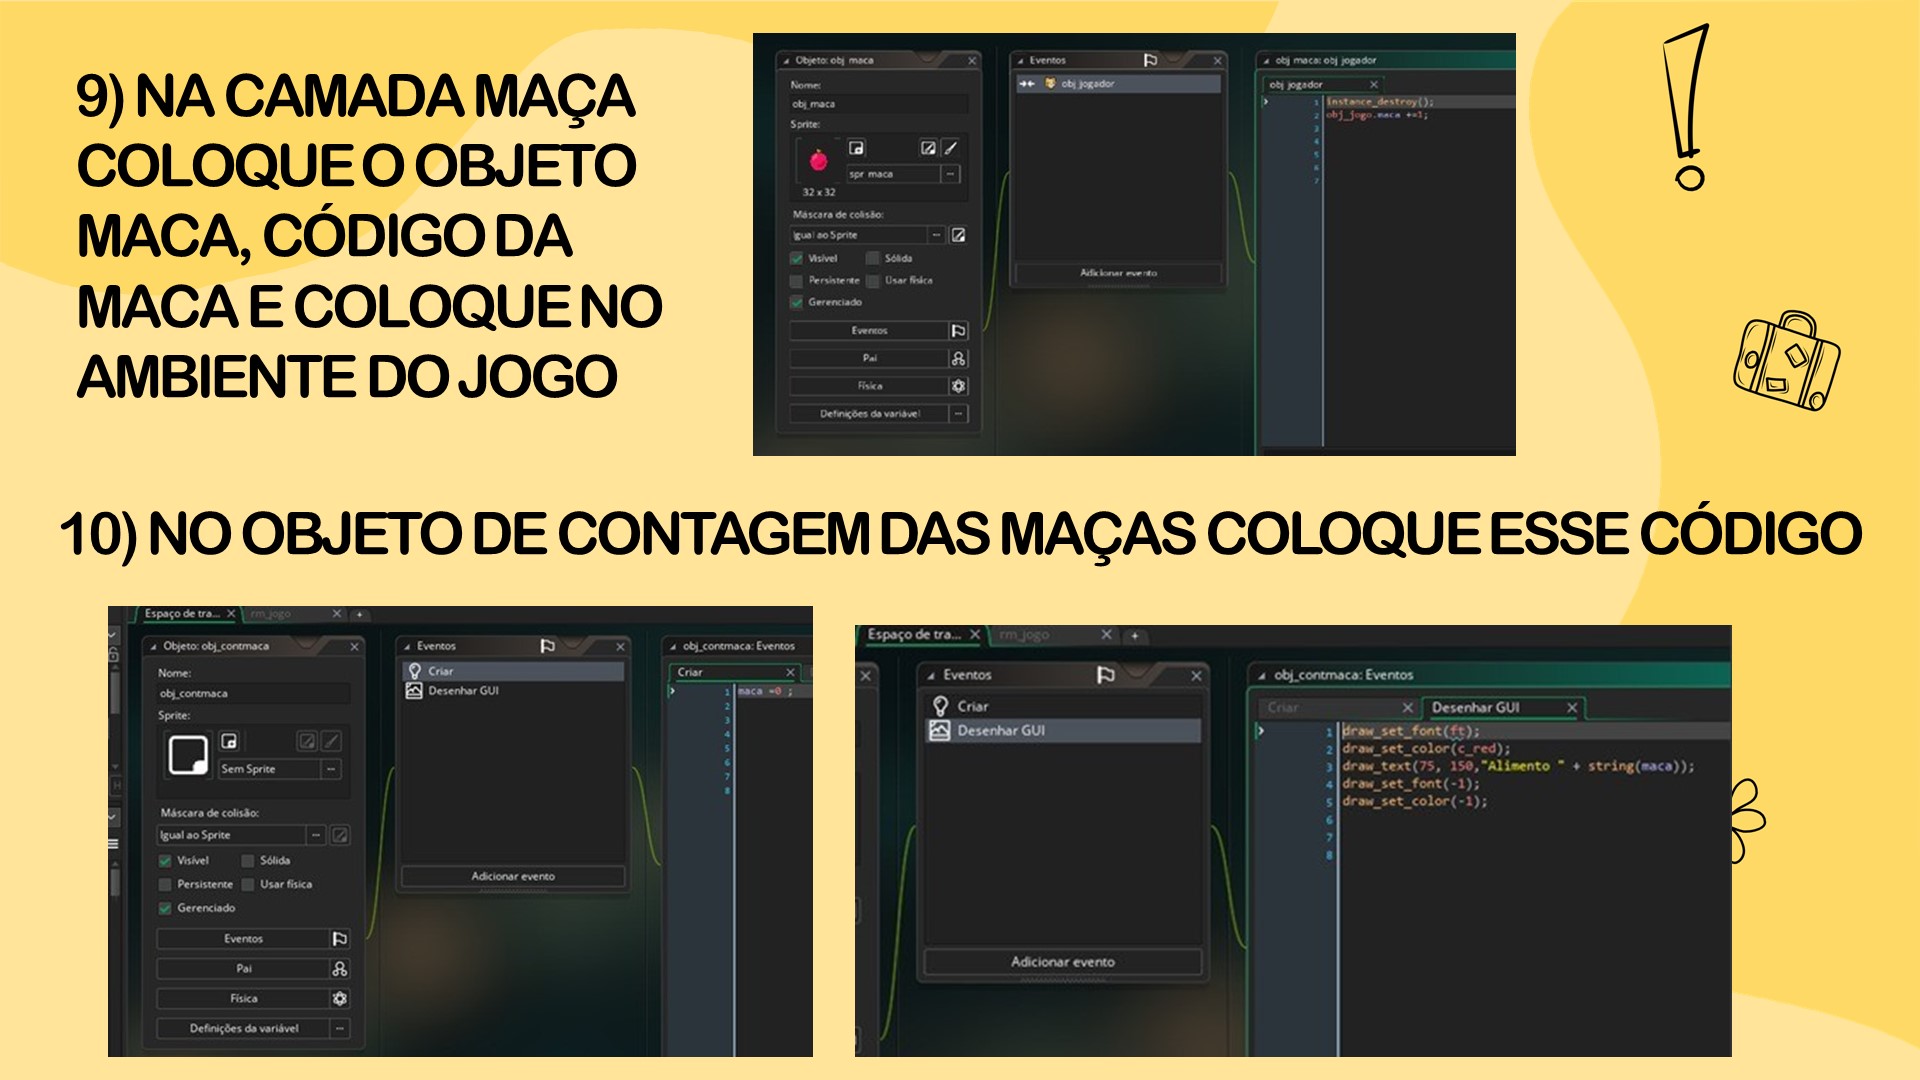 9) NA CAMADA MAÇA
COLOQUE O OBJETO
MACA, CÓDIGO DA
MACA E COLOQUE NO
AMBIENTE DO JOGO
Objeto: obj_maca
Nome:
obj_maca
Sprite:
spr_maca
32 x 32
Máscara de colisão:
Igual ao Sprite
Visível Sólida
Persistente Usar física
Gerenciado
Eventos
Pai
Física
Definições da variável
Eventos
obj_jogador
Adicionar evento
obj_maca: obj_jogador
obj_jogador
1 instance_destroy();
2 obj_jogo.maca +=1;
3
4
5
6
7
10) NO OBJETO DE CONTAGEM DAS MAÇAS COLOQUE ESSE CÓDIGO
Espaço de tra... rm_jogo +
Objeto: obj_contmaca
Nome:
obj_contmaca
Sprite:
Sem Sprite
Máscara de colisão:
Igual ao Sprite
Visível Sólida
Persistente Usar física
Gerenciado
Eventos
Pai
Física
Definições da variável
Eventos
Criar
Desenhar GUI
Adicionar evento
obj_contmaca: Eventos
Criar
1 maca =0 ;
2
3
4
5
6
7
8
Espaço de tra... rm_jogo +
Eventos
Criar
Desenhar GUI
Adicionar evento
obj_contmaca: Eventos
Criar Desenhar GUI
1 draw_set_font(ft);
2 draw_set_color(c_red);
3 draw_text(75, 150,"Alimento " + string(maca));
4 draw_set_font(-1);
5 draw_set_color(-1);
6
7
8